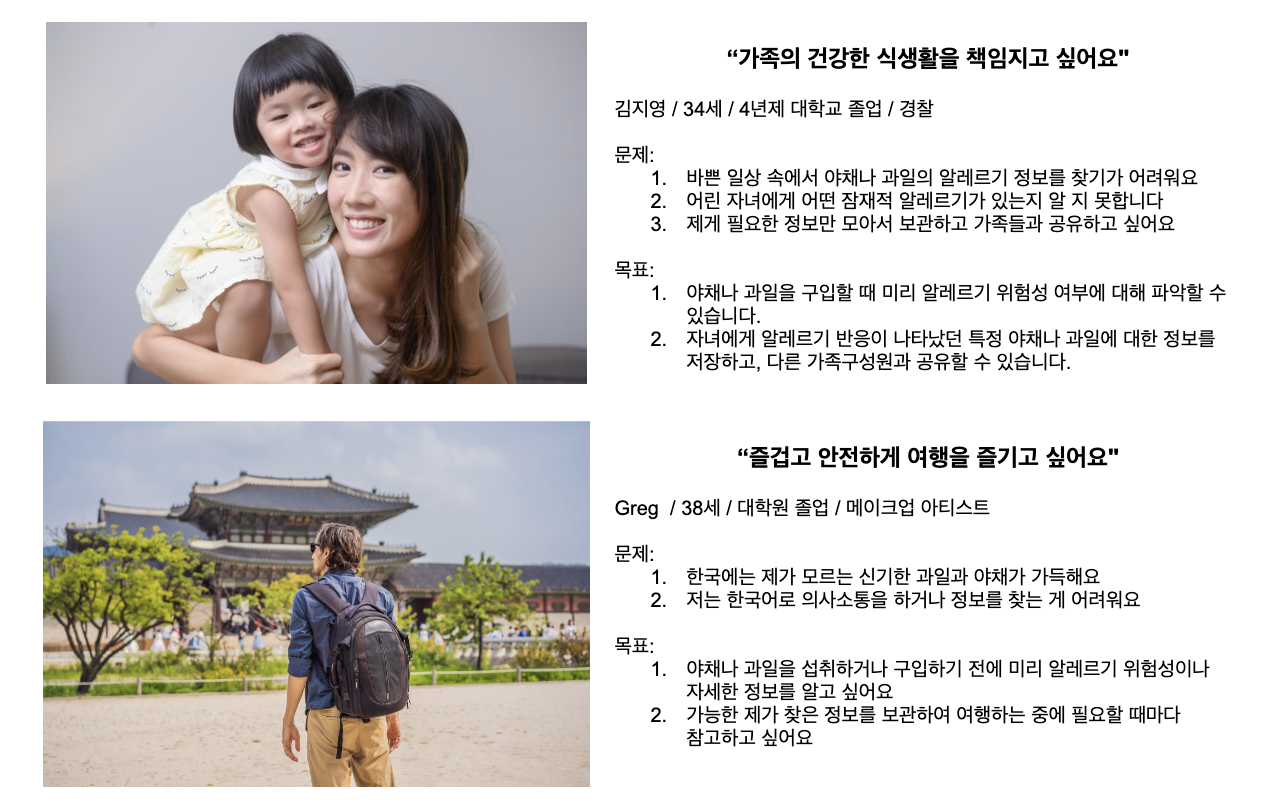 “가족의 건강한 식생활을 책임지고 싶어요"
김지영 / 34세 / 4년제 대학교 졸업 / 경찰
문제:
1. 바쁜 일상 속에서 야채나 과일의 알레르기 정보를 찾기가 어려워요
2. 어린 자녀에게 어떤 잠재적 알레르기가 있는지 알 지 못합니다
3. 제게 필요한 정보만 모아서 보관하고 가족들과 공유하고 싶어요
목표:
1. 야채나 과일을 구입할 때 미리 알레르기 위험성 여부에 대해 파악할 수
있습니다.
2. 자녀에게 알레르기 반응이 나타났던 특정 야채나 과일에 대한 정보를
저장하고, 다른 가족구성원과 공유할 수 있습니다.
“즐겁고 안전하게 여행을 즐기고 싶어요"
Greg / 38세 / 대학원 졸업 / 메이크업 아티스트
문제:
1. 한국에는 제가 모르는 신기한 과일과 야채가 가득해요
2. 저는 한국어로 의사소통을 하거나 정보를 찾는 게 어려워요
목표:
1. 야채나 과일을 섭취하거나 구입하기 전에 미리 알레르기 위험성이나
자세한 정보를 알고 싶어요
2. 가능한 제가 찾은 정보를 보관하여 여행하는 중에 필요할 때마다
참고하고 싶어요